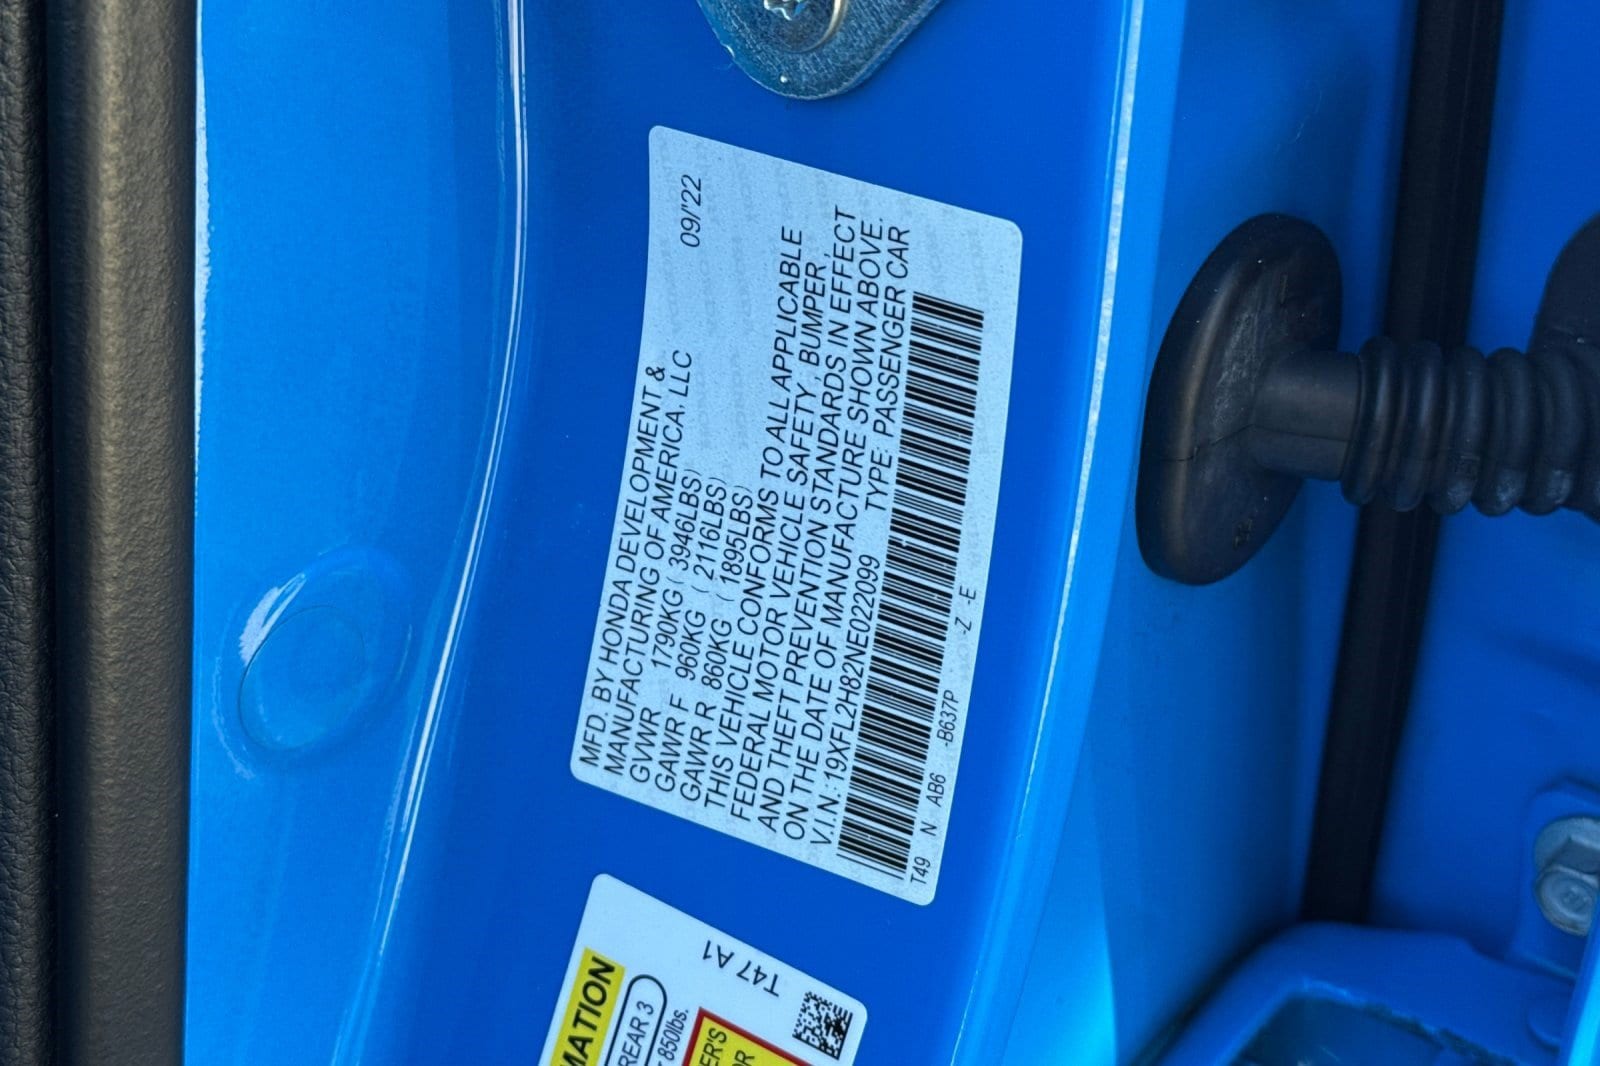 09/'22
MFD. BY HONDA DEVELOPMENT &
MANUFACTURING OF AMERICA, LLC
GVWR 1790KG ( 3946LBS)
GAWR F 960KG ( 2116LBS)
GAWR R 860KG ( 1895LBS)
THIS VEHICLE CONFORMS TO ALL APPLICABLE
FEDERAL MOTOR VEHICLE SAFETY, BUMPER,
AND THEFT PREVENTION STANDARDS IN EFFECT
ON THE DATE OF MANUFACTURE SHOWN ABOVE.
V.I.N.: 19XFL2H82NE022099 TYPE: PASSENGER CAR
T49 N AB6 -B637P -Z -E
T47 A1
MATION
REAR 3
850lbs.
ER'S
OR